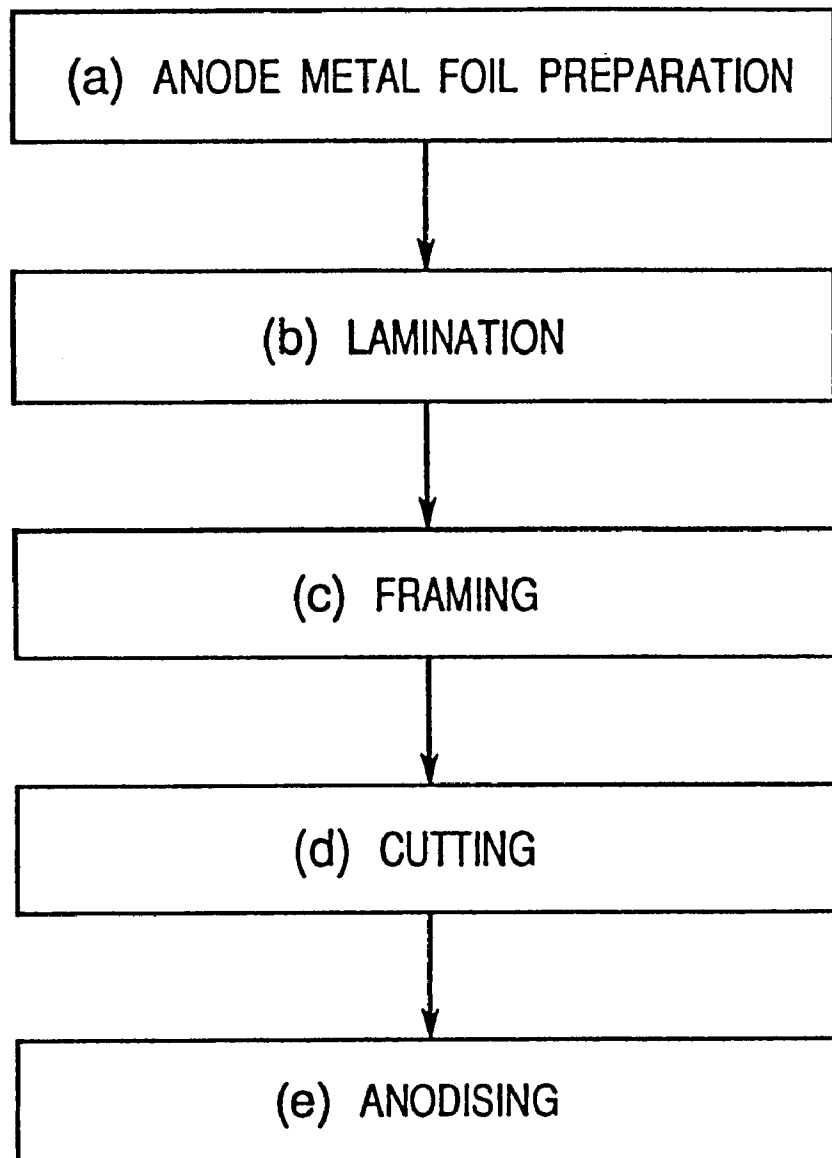 (a) ANODE METAL FOIL PREPARATION
(b) LAMINATION
(c) FRAMING
(d) CUTTING
(e) ANODISING